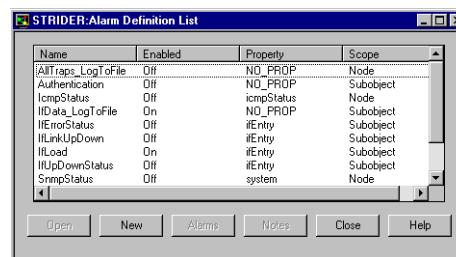 STRIDER:Alarm Definition List
Name Enabled Property Scope
AllTraps_LogToFile Off NO_PROP Node
Authentication Off NO_PROP Subobject
IcmpStatus Off icmpStatus Node
IfData_LogToFile On NO_PROP Subobject
IfErrorStatus Off ifEntry Subobject
IfLinkUpDown Off ifEntry Subobject
IfLoad On ifEntry Subobject
IfUpDownStatus Off ifEntry Subobject
SnmpStatus Off system Node
Open New Alarms Notes Close Help